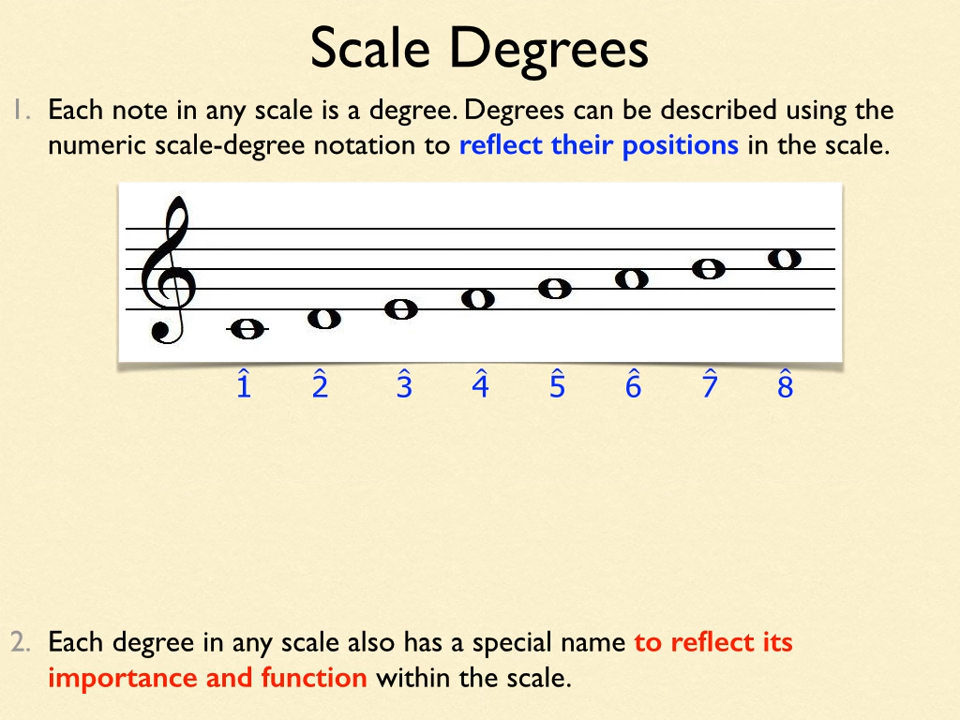 Scale Degrees
1. Each note in any scale is a degree. Degrees can be described using the
numeric scale-degree notation to reflect their positions in the scale.
1̂ 2̂ 3̂ 4̂ 5̂ 6̂ 7̂ 8̂
2. Each degree in any scale also has a special name to reflect its
importance and function within the scale.